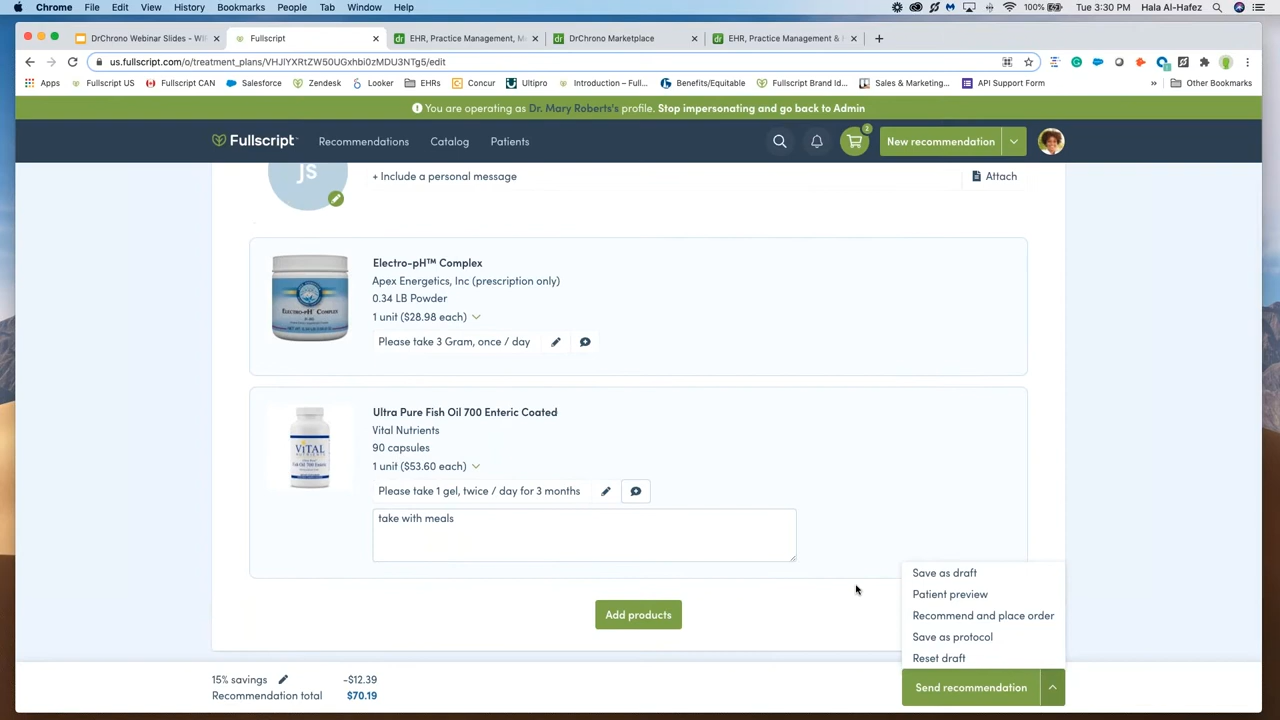 Chrome File Edit View History Bookmarks People Tab Window Help 100% Tue 3:30 PM Hala Al-Hafez
DrChrono Webinar Slides - Wi
Fullscript
EHR, Practice Management, M
DrChrono Marketplace
EHR, Practice Management &
us.fullscript.com/o/treatment_plans/
Apps Fullscript US Fullscript CAN Salesforce Zendesk Looker EHRs Concur Ultipro Introduction – Full... Benefits/Equitable Fullscript Brand Id... Sales & Marketing... API Support Form » Other Bookmarks
You are operating as Dr. Mary Roberts's profile. Stop impersonating and go back to Admin
Fullscript Recommendations Catalog Patients 2 New recommendation
JS
+ Include a personal message
Attach
Electro-pH™ Complex
Apex Energetics, Inc (prescription only)
0.34 LB Powder
1 unit ($28.98 each)
Please take 3 Gram, once / day
ELECTRO-PH COMPLEX
Ultra Pure Fish Oil 700 Enteric Coated
Vital Nutrients
90 capsules
1 unit ($53.60 each)
Please take 1 gel, twice / day for 3 months
take with meals
VITAL
NUTRIENTS
Save as draft
Patient preview
Recommend and place order
Save as protocol
Reset draft
Add products
15% savings -$12.39
Recommendation total $70.19
Send recommendation